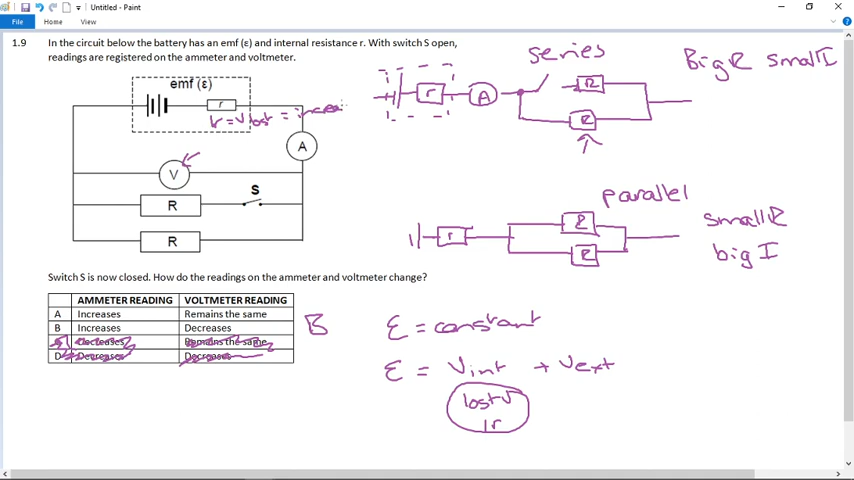 Untitled - Paint
File Home View
1.9 In the circuit below the battery has an emf (ε) and internal resistance r. With switch S open,
readings are registered on the ammeter and voltmeter.
series
Big R small I
emf (ε)
r
r
A
R
Ir = V lost = increa
R
A
V
S
R
R
parallel
small R
big I
r
R
R
Switch S is now closed. How do the readings on the ammeter and voltmeter change?
AMMETER READING VOLTMETER READING
A Increases Remains the same
B Increases Decreases
Decreases Remains the same
D Decreases Decreases
B
ε = constant
ε = Vint + Vext
lost V
Ir